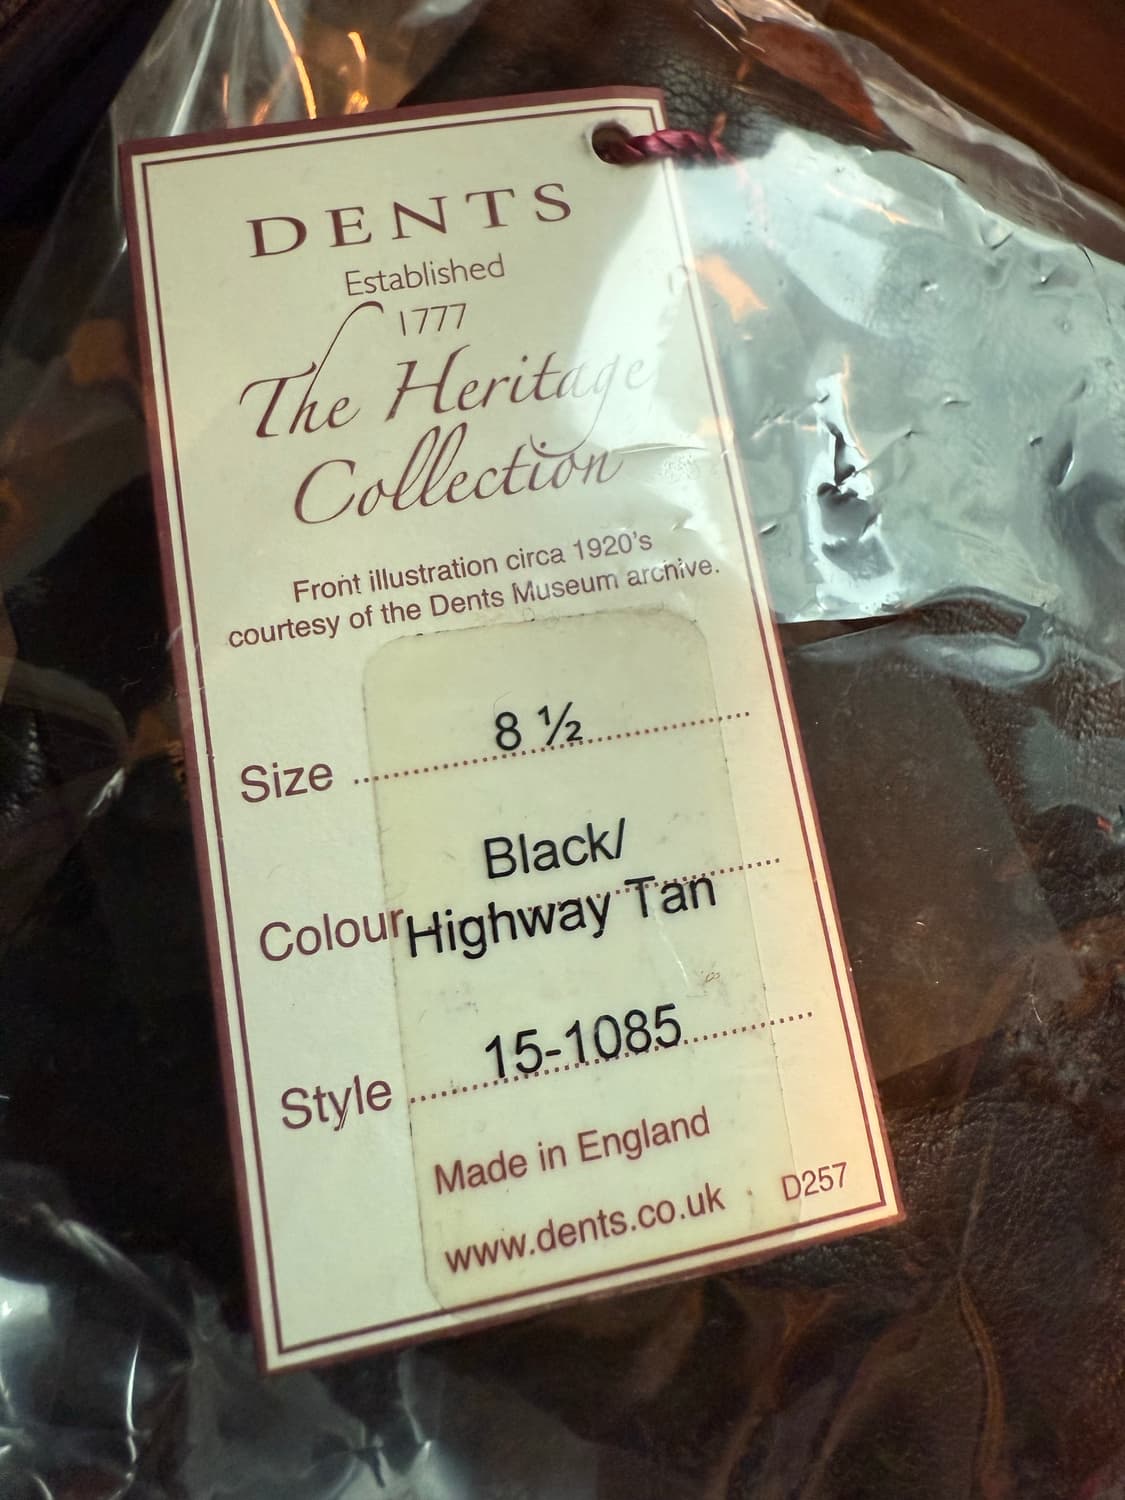 DENTS
Established
1777
The Heritage
Collection
Front illustration circa 1920's
courtesy of the Dents Museum archive.
Size 8 ½
Black/
Colour Highway Tan
Style 15-1085
Made in England
www.dents.co.uk D257